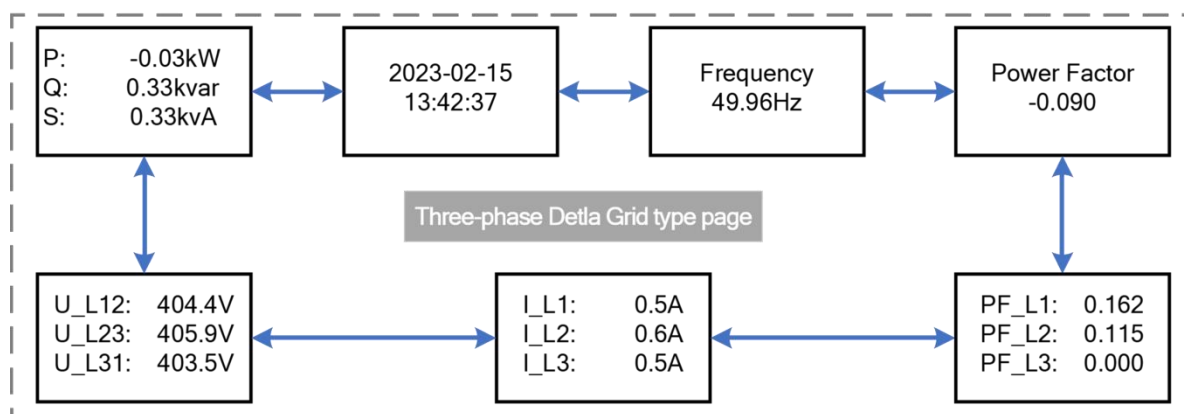 P: -0.03kW
Q: 0.33kvar
S: 0.33kvA
2023-02-15
13:42:37
Frequency
49.96Hz
Power Factor
-0.090
Three-phase Detla Grid type page
U_L12: 404.4V
U_L23: 405.9V
U_L31: 403.5V
I_L1: 0.5A
I_L2: 0.6A
I_L3: 0.5A
PF_L1: 0.162
PF_L2: 0.115
PF_L3: 0.000